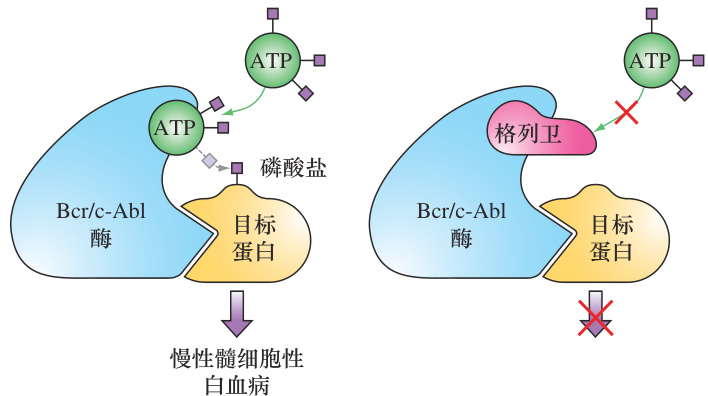 ATP
ATP
磷酸盐
Bcr/c-Abl
酶
目标
蛋白
慢性髓细胞性
白血病
ATP
格列卫
Bcr/c-Abl
酶
目标
蛋白